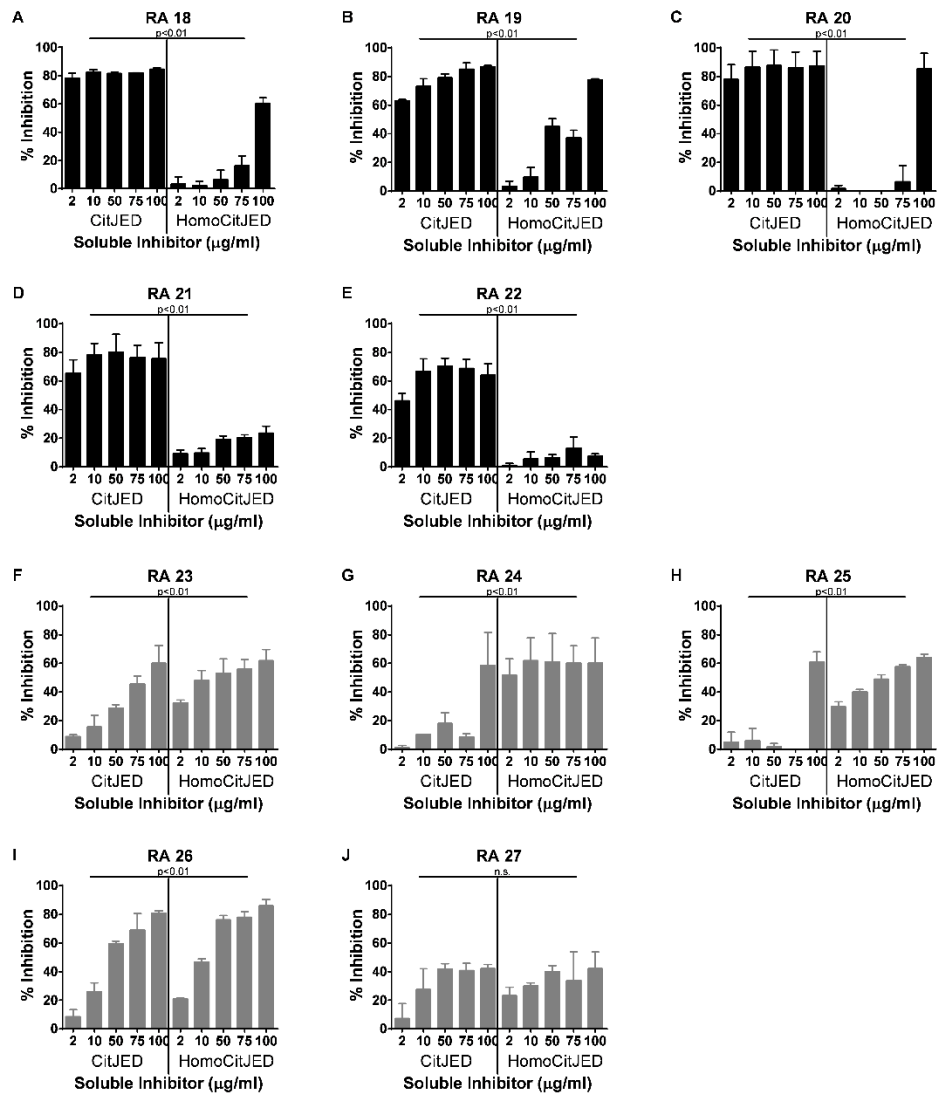 A
RA 18
p<0.01
100
80
60
40
20
0
% Inhibition
2 10 50 75 100 2 10 50 75 100
CitJED HomoCitJED
Soluble Inhibitor (µg/ml)
B
RA 19
p<0.01
100
80
60
40
20
0
% Inhibition
2 10 50 75 100 2 10 50 75 100
CitJED HomoCitJED
Soluble Inhibitor (µg/ml)
C
RA 20
p<0.01
100
80
60
40
20
0
% Inhibition
2 10 50 75 100 2 10 50 75 100
CitJED HomoCitJED
Soluble Inhibitor (µg/ml)
D
RA 21
p<0.01
100
80
60
40
20
0
% Inhibition
2 10 50 75 100 2 10 50 75 100
CitJED HomoCitJED
Soluble Inhibitor (µg/ml)
E
RA 22
p<0.01
100
80
60
40
20
0
% Inhibition
2 10 50 75 100 2 10 50 75 100
CitJED HomoCitJED
Soluble Inhibitor (µg/ml)
F
RA 23
p<0.01
100
80
60
40
20
0
% Inhibition
2 10 50 75 100 2 10 50 75 100
CitJED HomoCitJED
Soluble Inhibitor (µg/ml)
G
RA 24
p<0.01
100
80
60
40
20
0
% Inhibition
2 10 50 75 100 2 10 50 75 100
CitJED HomoCitJED
Soluble Inhibitor (µg/ml)
H
RA 25
p<0.01
100
80
60
40
20
0
% Inhibition
2 10 50 75 100 2 10 50 75 100
CitJED HomoCitJED
Soluble Inhibitor (µg/ml)
I
RA 26
p<0.01
100
80
60
40
20
0
% Inhibition
2 10 50 75 100 2 10 50 75 100
CitJED HomoCitJED
Soluble Inhibitor (µg/ml)
J
RA 27
n.s.
100
80
60
40
20
0
% Inhibition
2 10 50 75 100 2 10 50 75 100
CitJED HomoCitJED
Soluble Inhibitor (µg/ml)